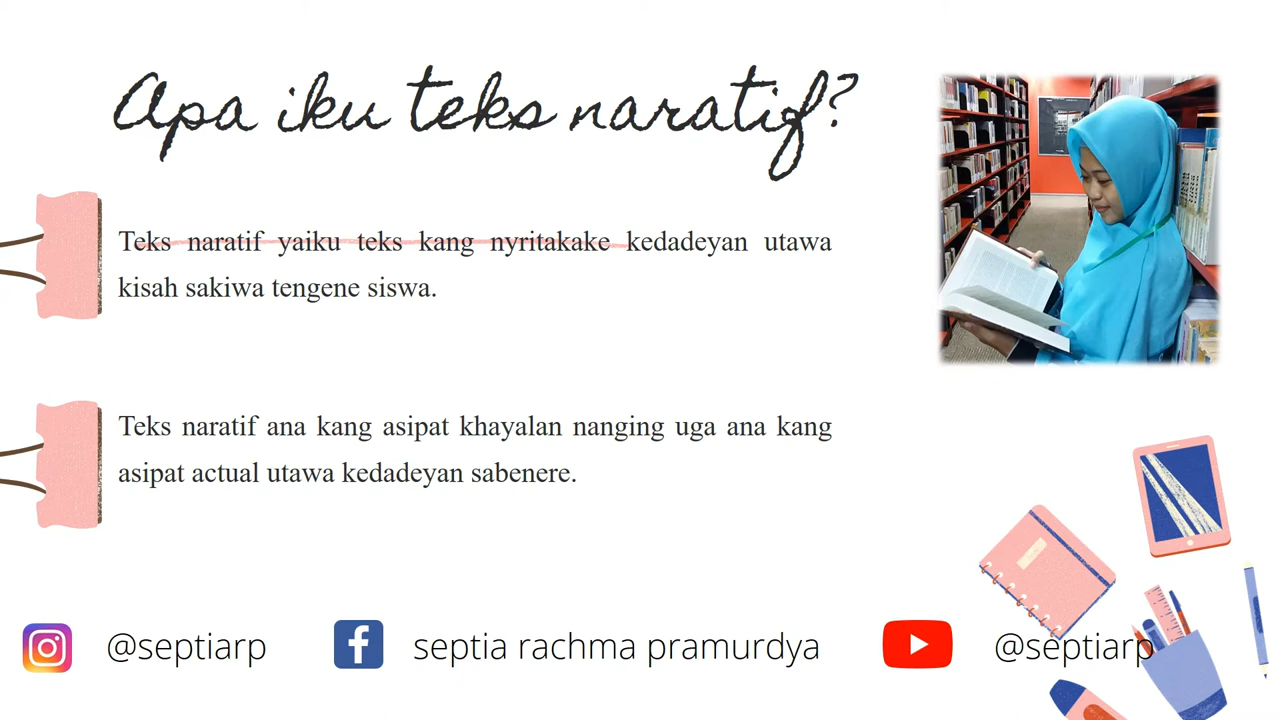 Apa iku teks naratif?
Teks naratif yaiku teks kang nyritakake kedadeyan utawa
kisah sakiwa tengene siswa.
Teks naratif ana kang asipat khayalan nanging uga ana kang
asipat actual utawa kedadeyan sabenere.
@septiarp septia rachma pramurdya @septiarp